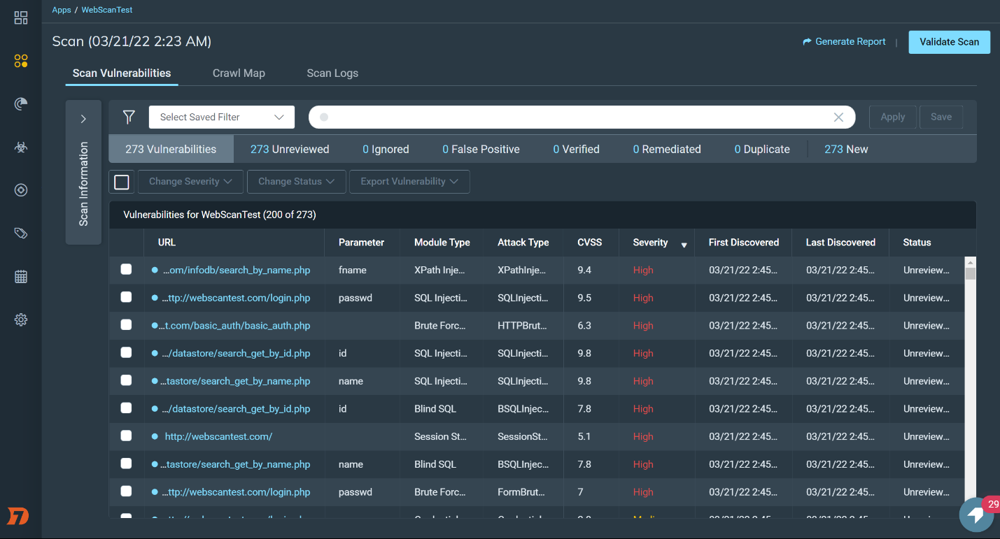 Apps / WebScanTest
Scan (03/21/22 2:23 AM)
Generate Report | Validate Scan
Scan Vulnerabilities Crawl Map Scan Logs
Scan Information
Select Saved Filter Apply Save
273 Vulnerabilities 273 Unreviewed 0 Ignored 0 False Positive 0 Verified 0 Remediated 0 Duplicate 273 New
Change Severity Change Status Export Vulnerability
Vulnerabilities for WebScanTest (200 of 273)
URL Parameter Module Type Attack Type CVSS Severity First Discovered Last Discovered Status
...om/infodb/search_by_name.php fname XPath Inje... XPathInje... 9.4 High 03/21/22 2:45... 03/21/22 2:45... Unreview...
...ttp://webscantest.com/login.php passwd SQL Injecti... SQLInjecti... 9.5 High 03/21/22 2:45... 03/21/22 2:45... Unreview...
...t.com/basic_auth/basic_auth.php Brute Forc... HTTPBrut... 6.3 High 03/21/22 2:45... 03/21/22 2:45... Unreview...
.../datastore/search_get_by_id.php id SQL Injecti... SQLInjecti... 9.8 High 03/21/22 2:45... 03/21/22 2:45... Unreview...
...tastore/search_get_by_name.php name SQL Injecti... SQLInjecti... 9.8 High 03/21/22 2:45... 03/21/22 2:45... Unreview...
.../datastore/search_get_by_id.php id Blind SQL BSQLInjec... 7.8 High 03/21/22 2:45... 03/21/22 2:45... Unreview...
http://webscantest.com/ Session St... SessionSt... 5.1 High 03/21/22 2:45... 03/21/22 2:45... Unreview...
...tastore/search_get_by_name.php name Blind SQL BSQLInjec... 7.8 High 03/21/22 2:45... 03/21/22 2:45... Unreview...
...ttp://webscantest.com/login.php passwd Brute Forc... FormBrut... 7 High 03/21/22 2:45... 03/21/22 2:45... Unreview...
29